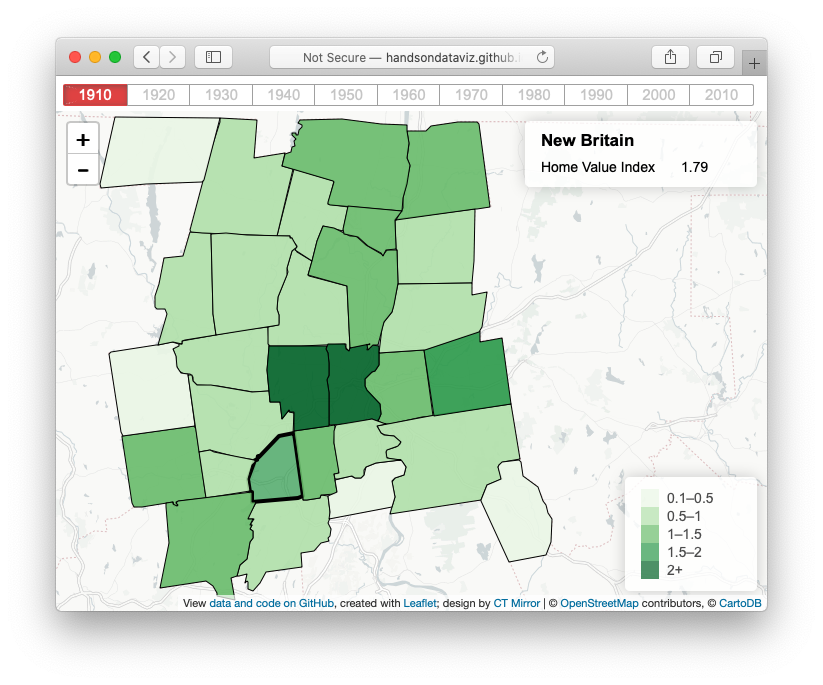 Not Secure — handsondataviz.github.i
1910 1920 1930 1940 1950 1960 1970 1980 1990 2000 2010
+
−
New Britain
Home Value Index 1.79
0.1–0.5
0.5–1
1–1.5
1.5–2
2+
View data and code on GitHub, created with Leaflet; design by CT Mirror | © OpenStreetMap contributors, © CartoDB